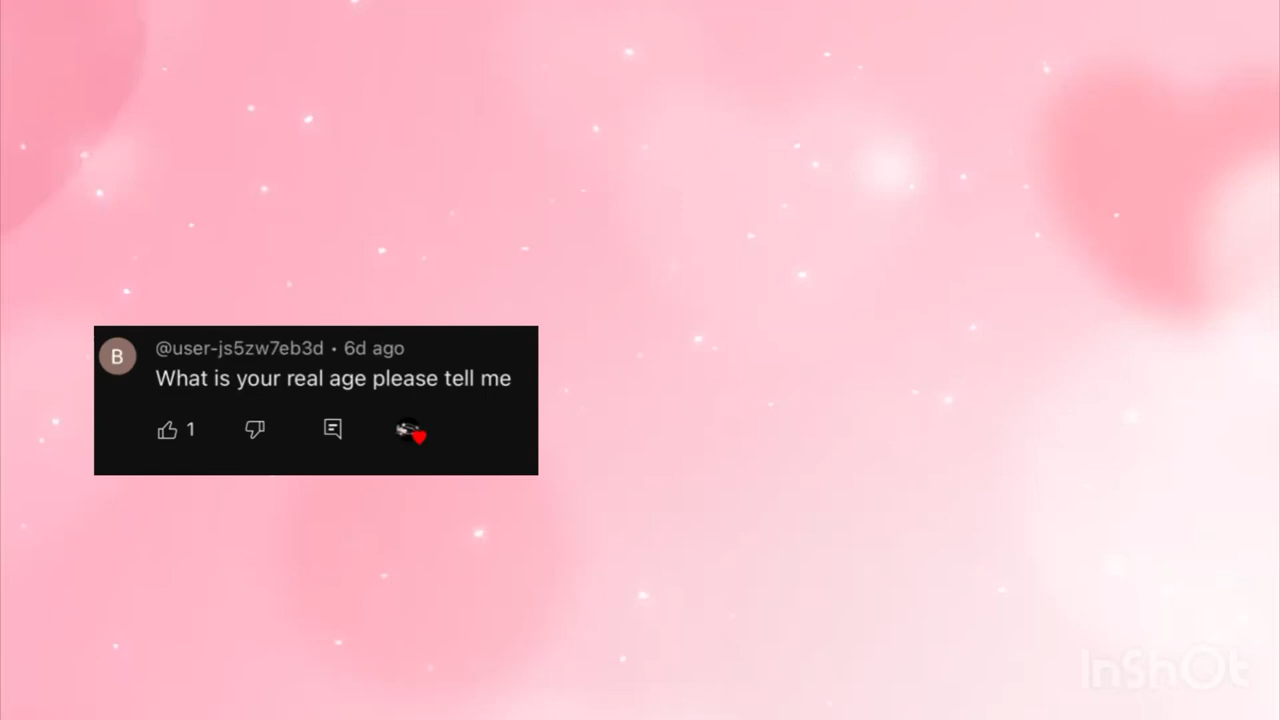 B
@user-js5zw7eb3d • 6d ago
What is your real age please tell me
1
InShOt